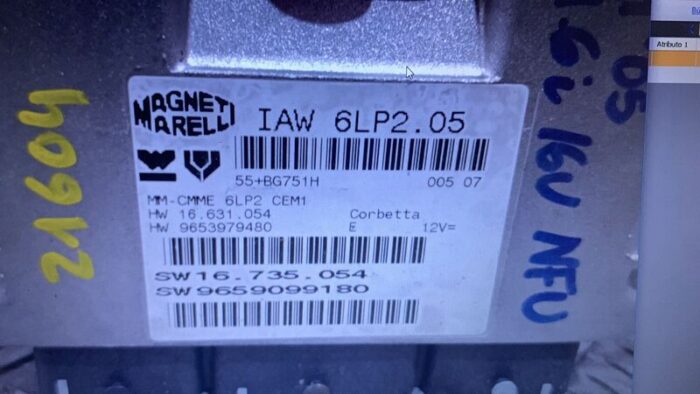 MAGNETI
MARELLI
IAW 6LP2.05
55+BG751H 005 07
MM-CMME 6LP2 CEM1
HW 16.631.054 Corbetta
HW 9653979480 E 12V=
SW16.735.054
SW9659099180
21604
1.6i 16V NFU
05
Atributo 1